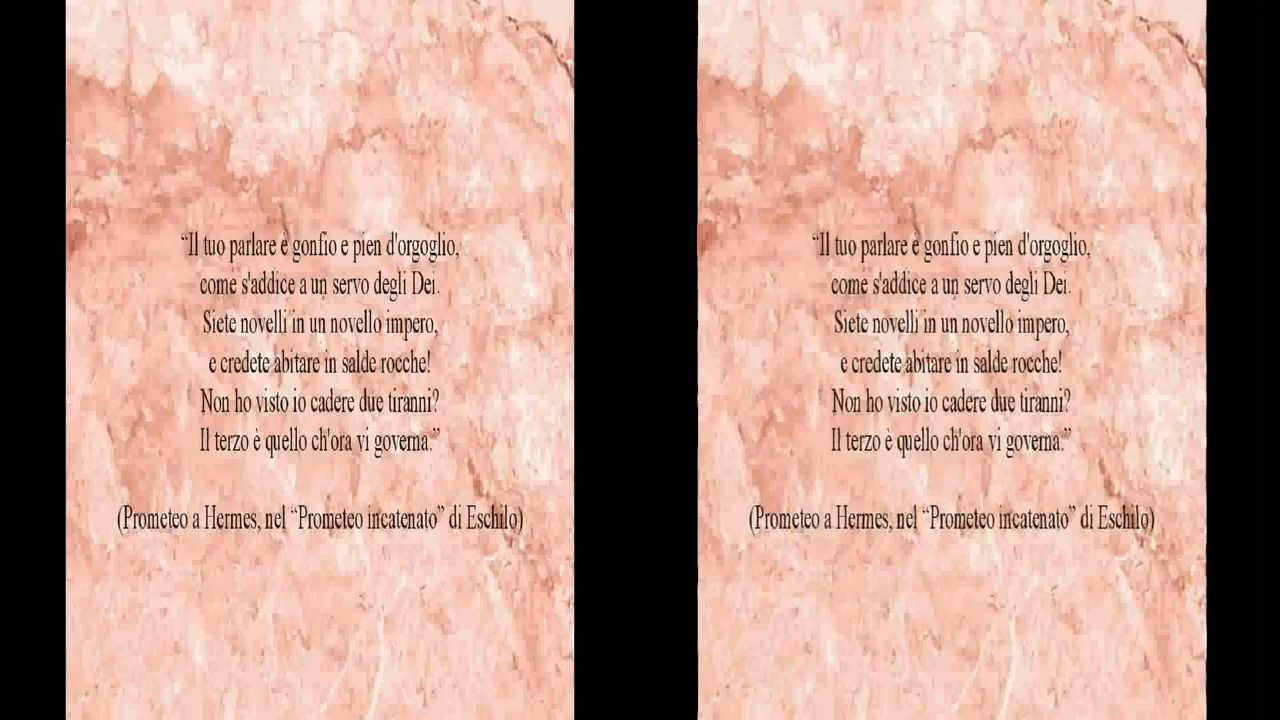 “Il tuo parlare è gonfio e pien d'orgoglio,
come s'addice a un servo degli Dei.
Siete novelli in un novello impero,
e credete abitare in salde rocche!
Non ho visto io cadere due tiranni?
Il terzo è quello ch'ora vi governa.”
(Prometeo a Hermes, nel “Prometeo incatenato” di Eschilo)
“Il tuo parlare è gonfio e pien d'orgoglio,
come s'addice a un servo degli Dei.
Siete novelli in un novello impero,
e credete abitare in salde rocche!
Non ho visto io cadere due tiranni?
Il terzo è quello ch'ora vi governa.”
(Prometeo a Hermes, nel “Prometeo incatenato” di Eschilo)